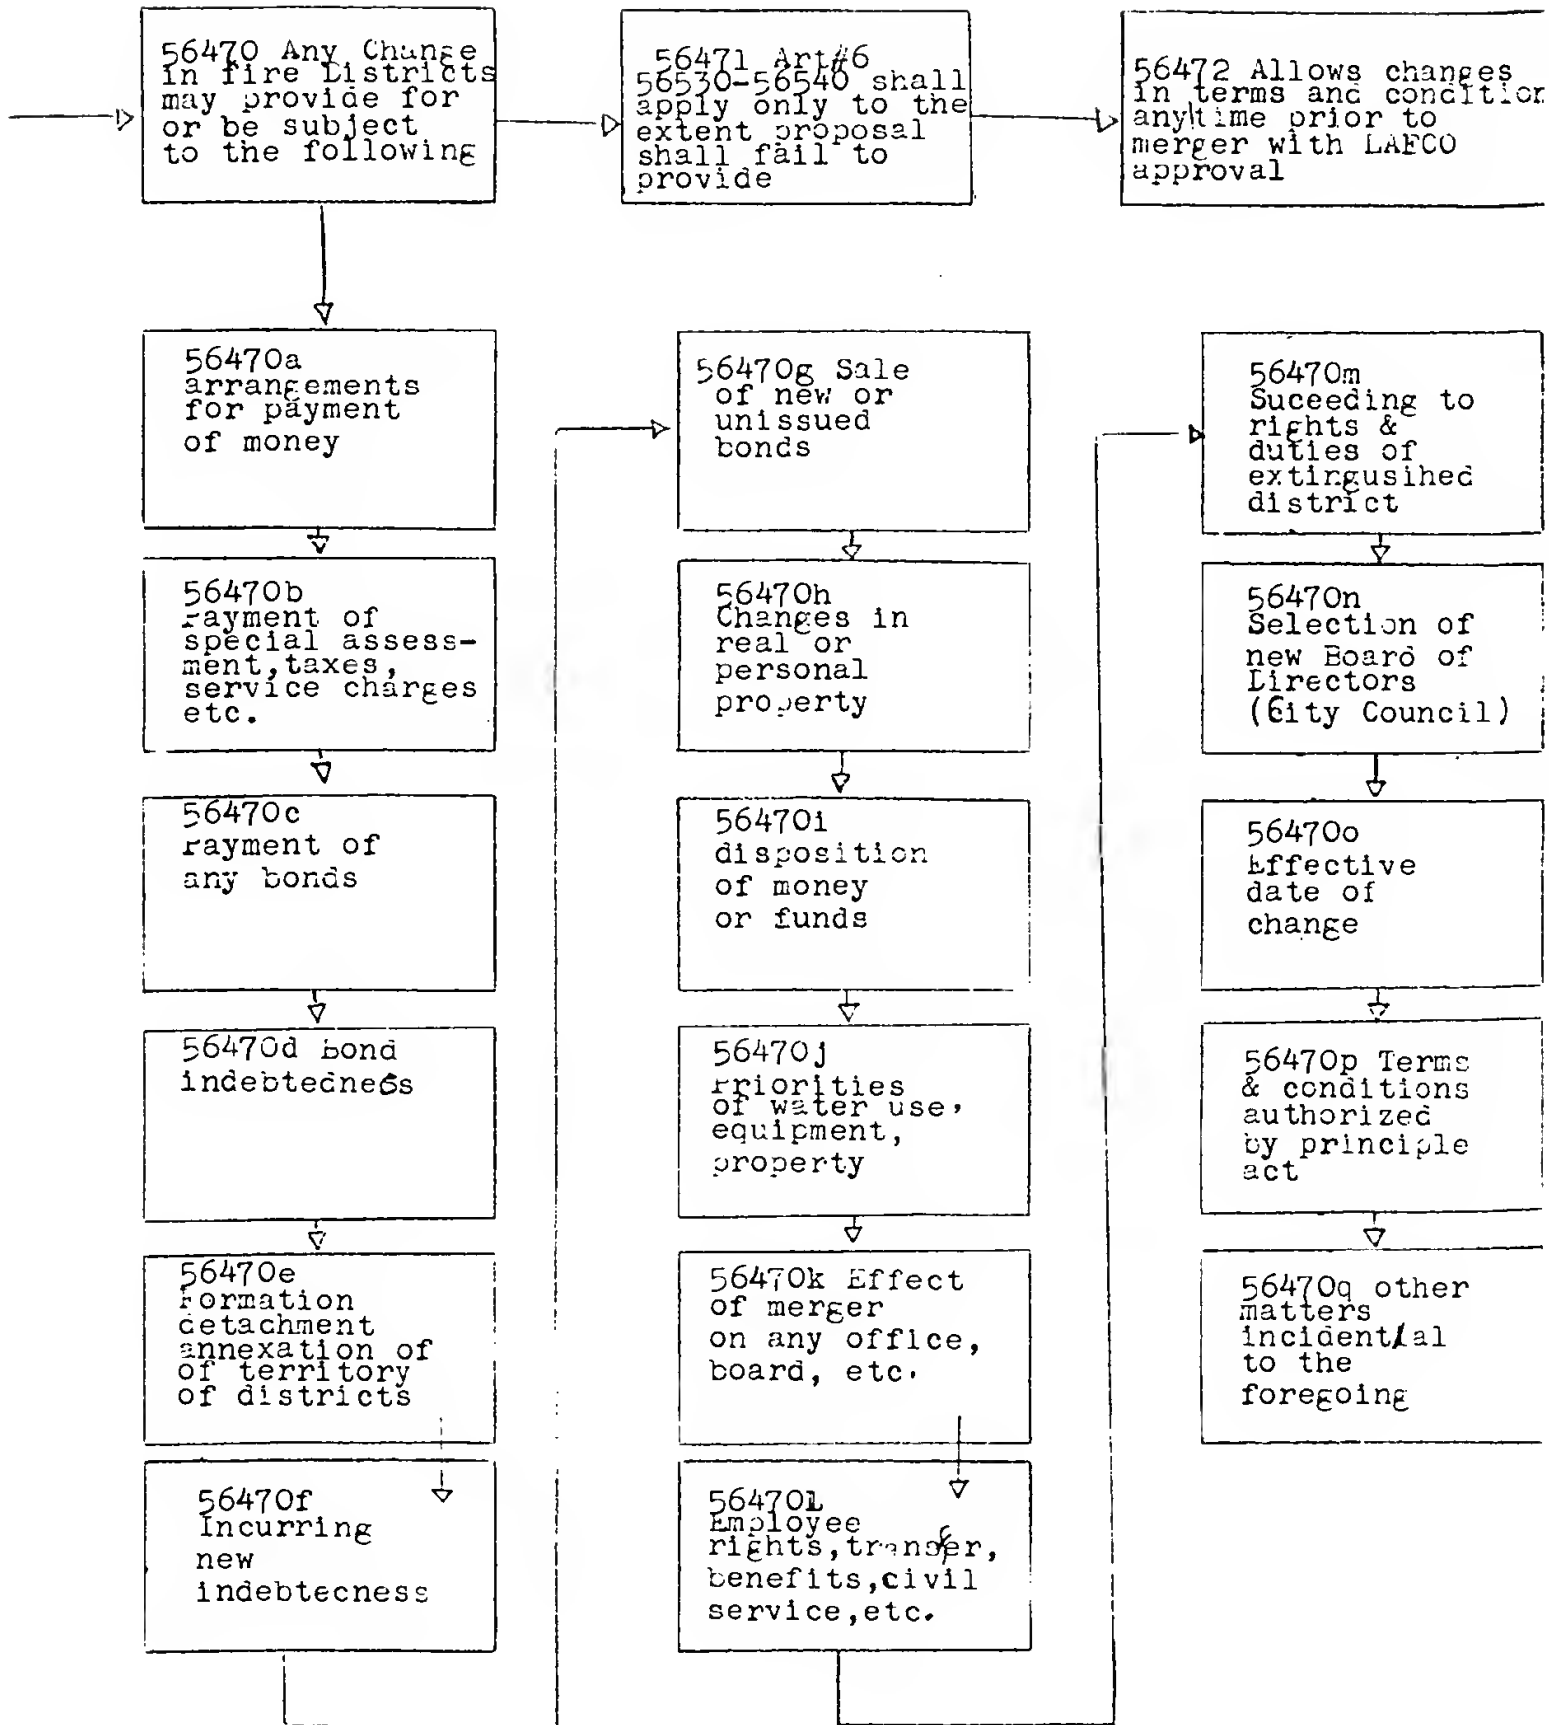 56470 Any Change
in fire Districts
may provide for
or be subject
to the following
56471 Art#6
56530-56540 shall
apply only to the
extent proposal
shall fail to
provide
56472 Allows changes
in terms and condition
anytime prior to
merger with LAFCO
approval
56470a
arrangements
for payment
of money
56470b
Payment of
special assess-
ment,taxes,
service charges
etc.
56470c
Payment of
any bonds
56470d Bond
indebtedness
56470e
Formation
detachment
annexation of
of territory
of districts
56470f
Incurring
new
indebtedness
56470g Sale
of new or
unissued
bonds
56470h
Changes in
real or
personal
property
56470i
disposition
of money
or funds
56470j
Priorities
of water use,
equipment,
property
56470k Effect
of merger
on any office,
board, etc.
56470l
Employee
rights,transfer,
benefits,civil
service,etc.
56470m
Suceeding to
rights &
duties of
extingusihed
district
56470n
Selection of
new Board of
Directors
(City Council)
56470o
Effective
date of
change
56470p Terms
& conditions
authorized
by principle
act
56470q other
matters
incidental
to the
foregoing